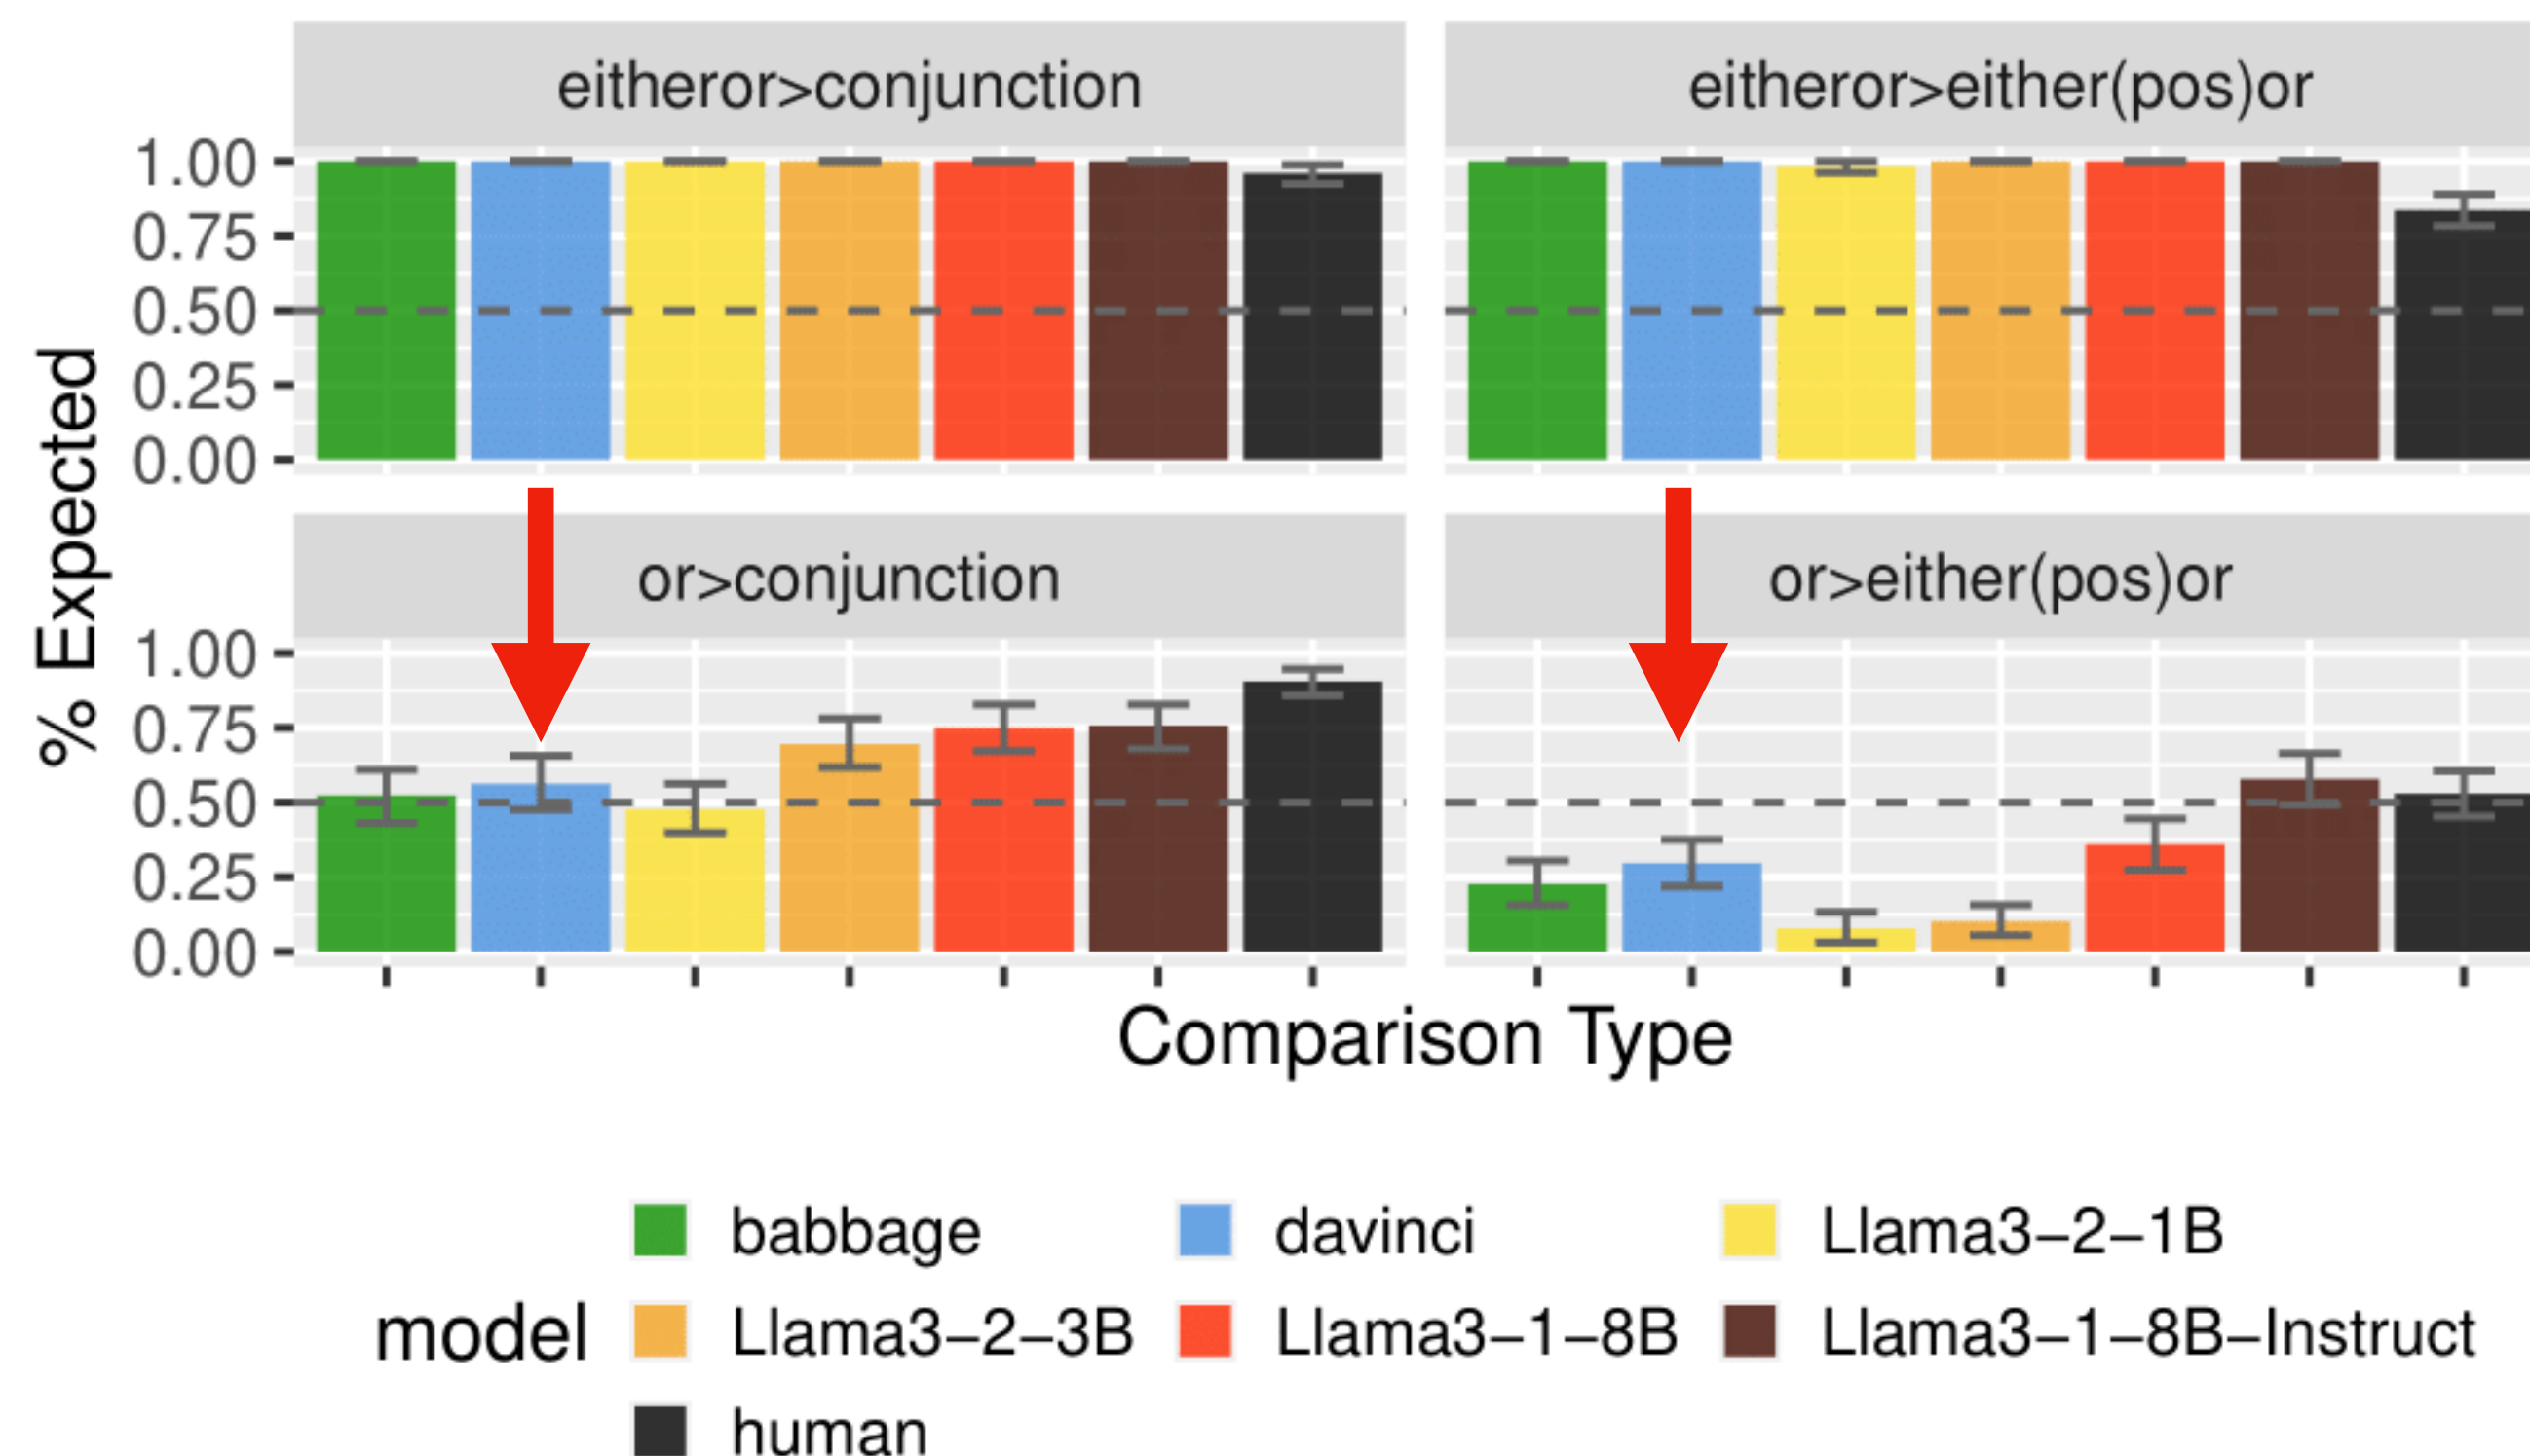 eitheror>conjunction
eitheror>either(pos)or
1.00
0.75
0.50
0.25
0.00
% Expected
or>conjunction
or>either(pos)or
1.00
0.75
0.50
0.25
0.00
Comparison Type
model
babbage
davinci
Llama3−2−1B
Llama3−2−3B
Llama3−1−8B
Llama3−1−8B−Instruct
human